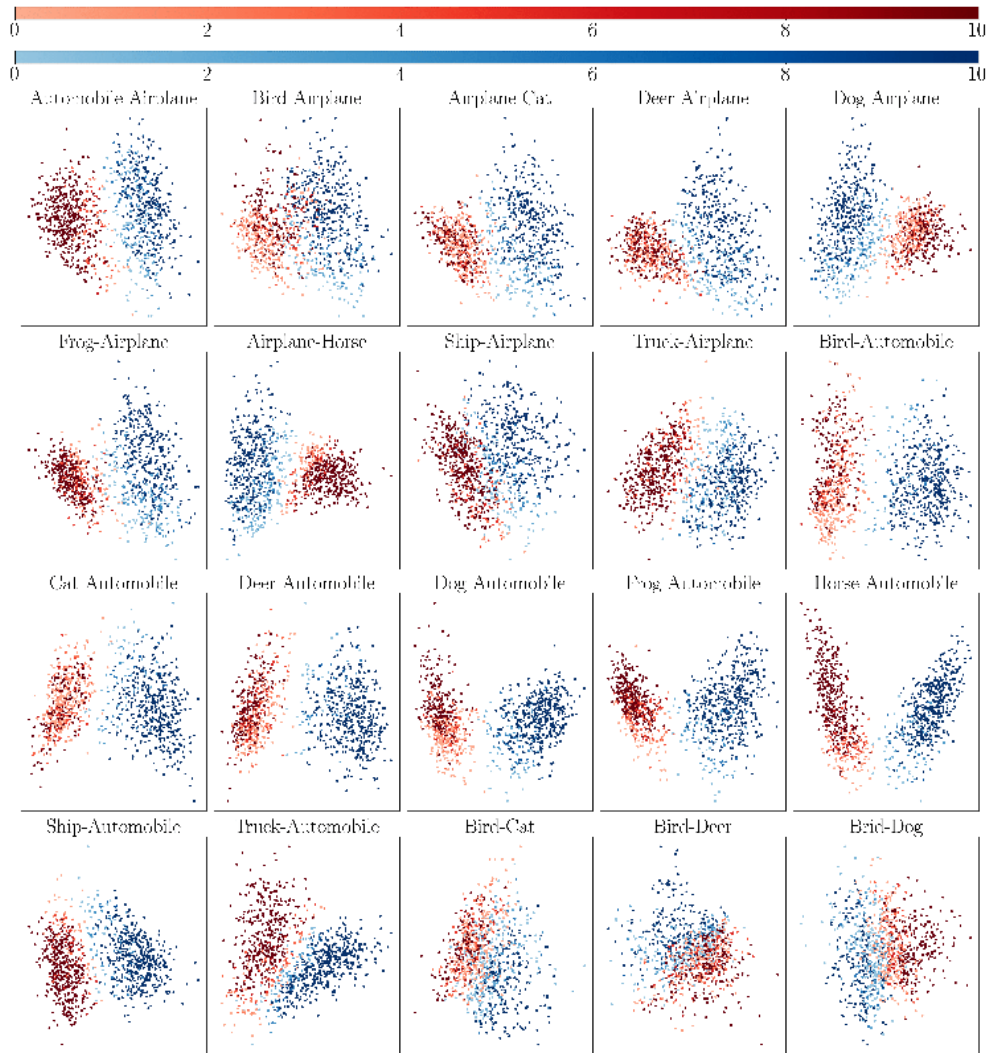 0 2 4 6 8 10
0 2 4 6 8 10
Automobile Airplane Bird Airplane Airplane Cat Deer Airplane Dog Airplane
Frog-Airplane Airplane-Horse Ship-Airplane Truck-Airplane Bird-Automobile
Cat Automobile Deer Automobile Dog Automobile Frog Automobile Horse Automobile
Ship-Automobile Truck-Automobile Bird-Cat Bird-Deer Brid-Dog